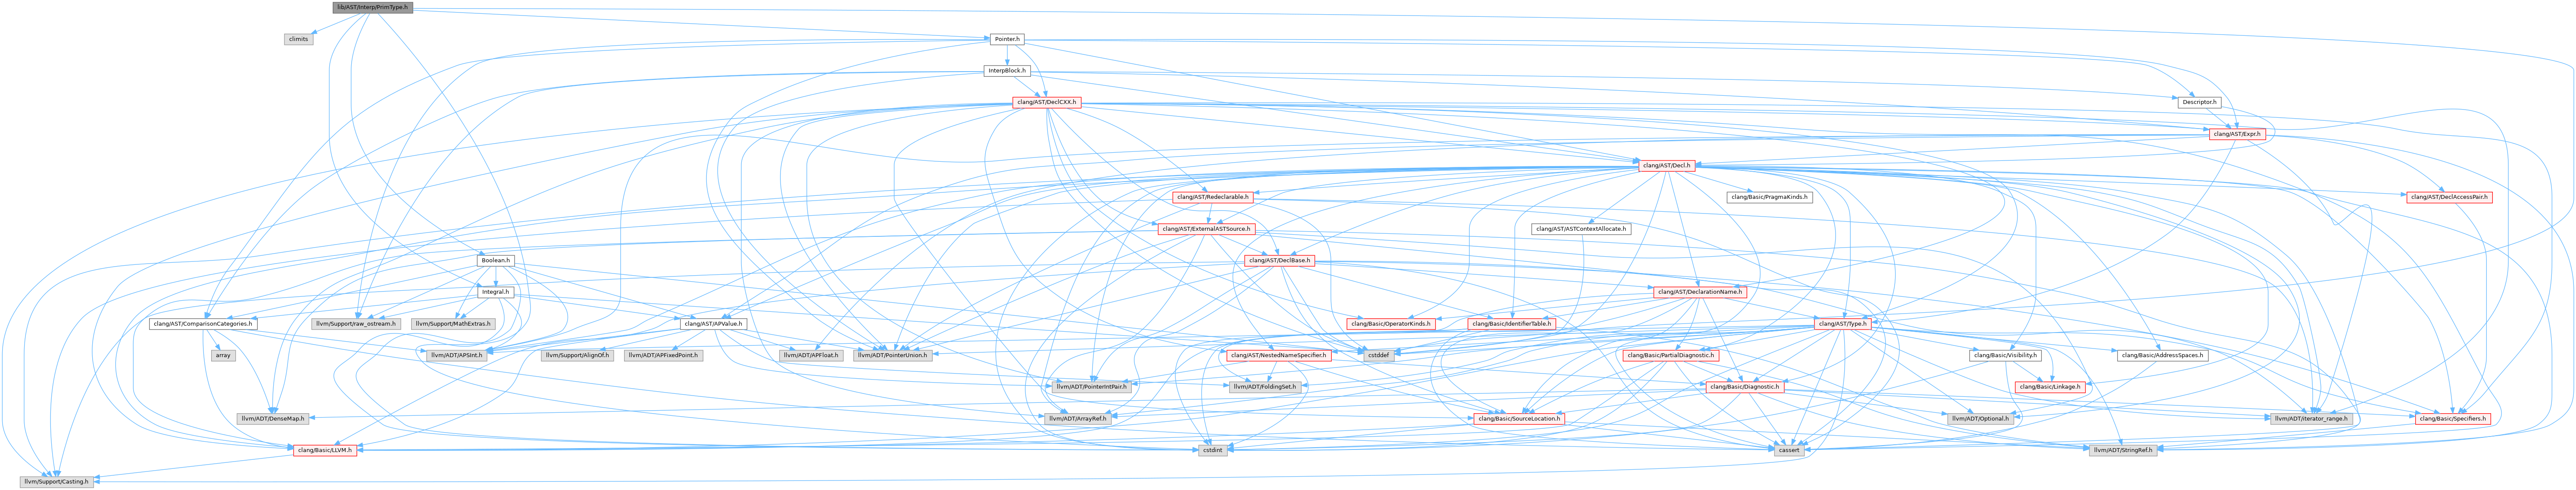 lib/AST/Interp/PrimType.h
climits
Pointer.h
InterpBlock.h
clang/AST/DeclCXX.h
Descriptor.h
clang/AST/Expr.h
clang/AST/Decl.h
clang/AST/Redeclarable.h
clang/Basic/PragmaKinds.h
clang/AST/DeclAccessPair.h
clang/AST/ExternalASTSource.h
clang/AST/ASTContextAllocate.h
Boolean.h
clang/AST/DeclBase.h
Integral.h
clang/AST/DeclarationName.h
clang/AST/ComparisonCategories.h
llvm/Support/raw_ostream.h
llvm/Support/MathExtras.h
clang/AST/APValue.h
clang/Basic/OperatorKinds.h
clang/Basic/IdentifierTable.h
clang/AST/Type.h
array
llvm/ADT/APSInt.h
llvm/Support/AlignOf.h
llvm/ADT/APFixedPoint.h
llvm/ADT/APFloat.h
llvm/ADT/PointerUnion.h
cstddef
clang/AST/NestedNameSpecifier.h
clang/Basic/PartialDiagnostic.h
clang/Basic/Visibility.h
clang/Basic/AddressSpaces.h
llvm/ADT/PointerIntPair.h
llvm/ADT/FoldingSet.h
clang/Basic/Diagnostic.h
clang/Basic/Linkage.h
llvm/ADT/DenseMap.h
llvm/ADT/ArrayRef.h
clang/Basic/SourceLocation.h
llvm/ADT/Optional.h
llvm/ADT/iterator_range.h
clang/Basic/Specifiers.h
clang/Basic/LLVM.h
cstdint
cassert
llvm/ADT/StringRef.h
llvm/Support/Casting.h